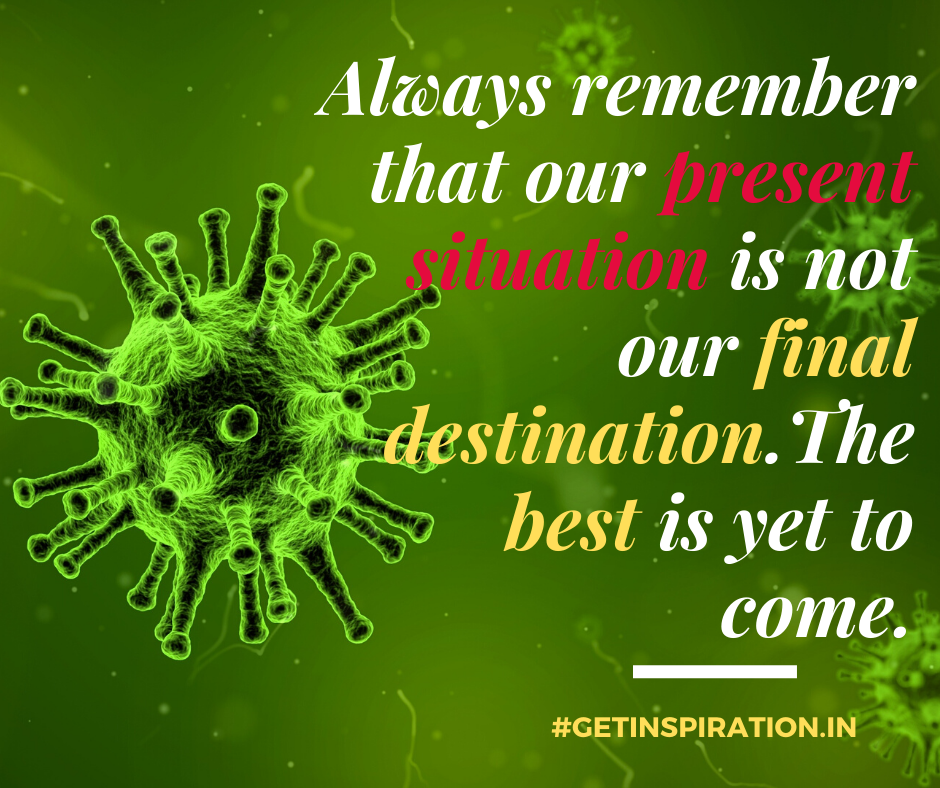 Always remember
that our present
situation is not
our final
destination. The
best is yet to
come.
#GETINSPIRATION.IN